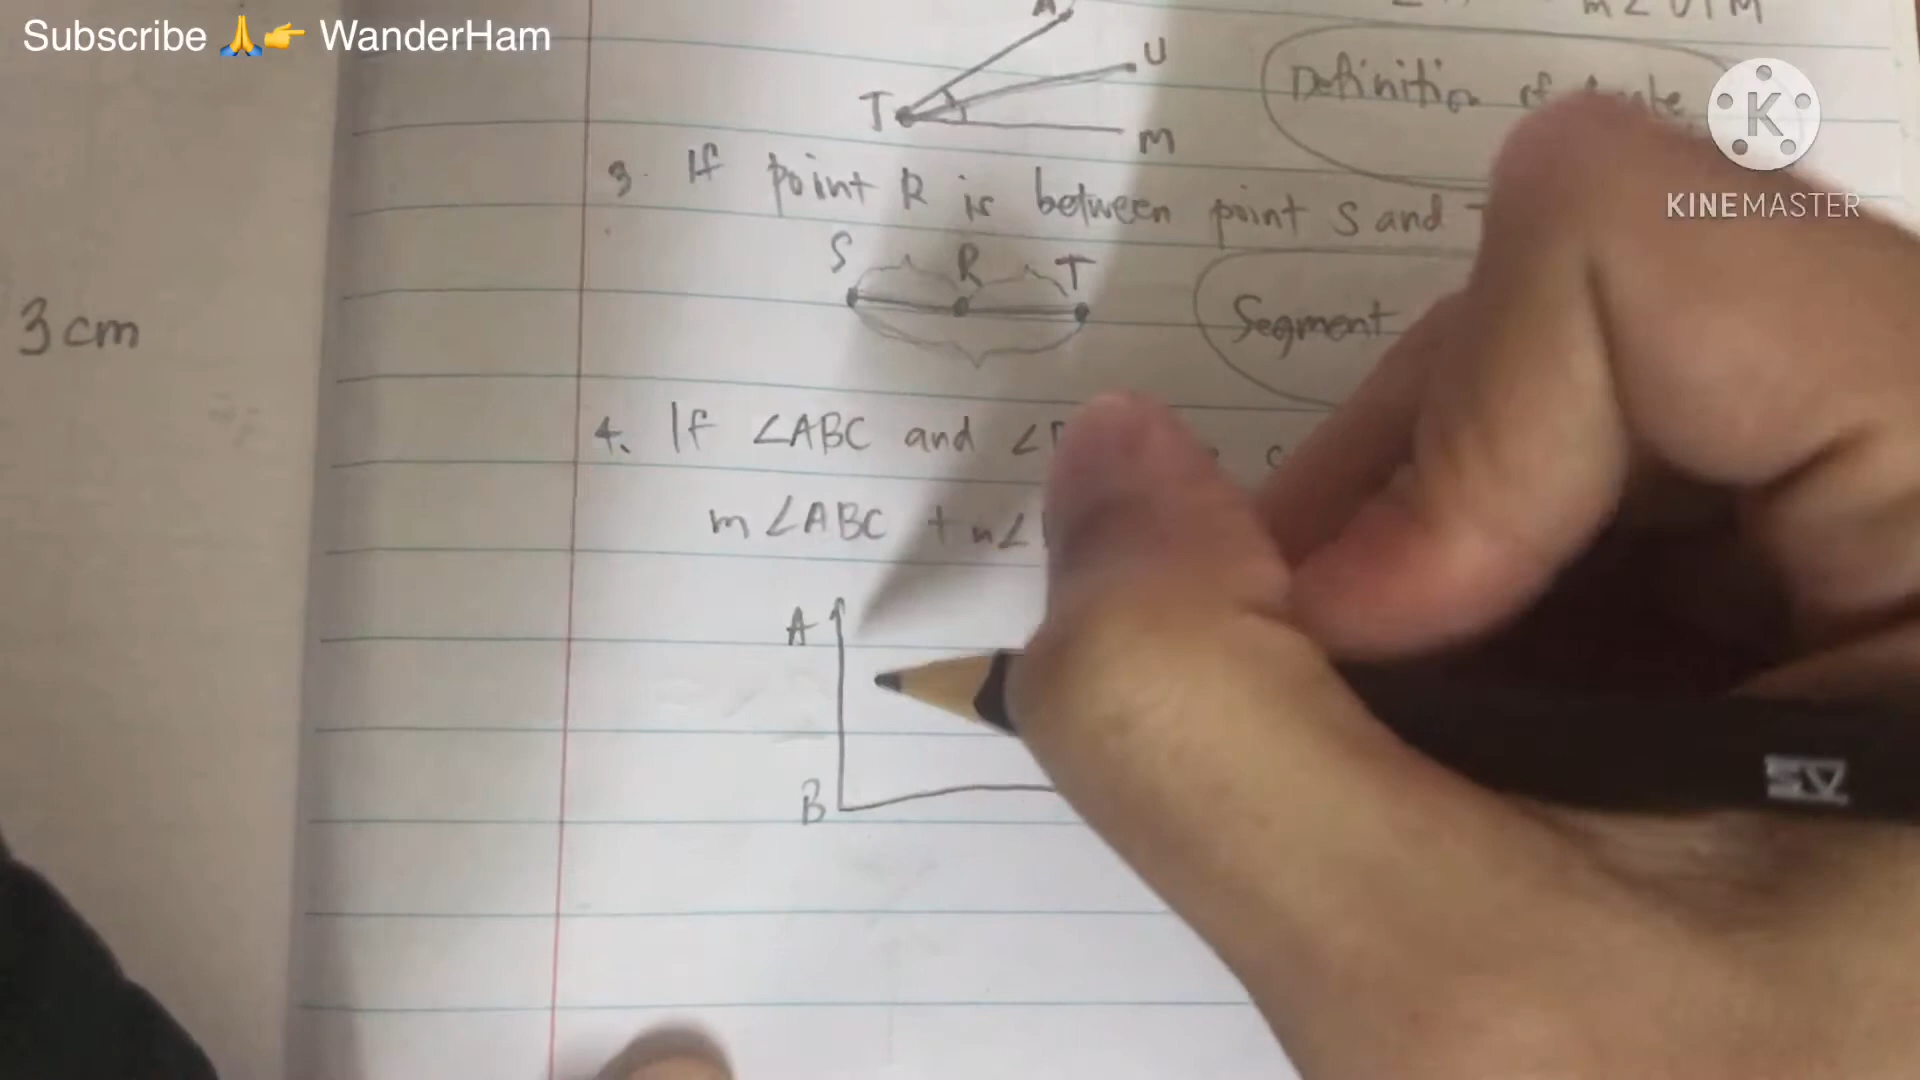 Subscribe 🙏👉 WanderHam
U
T
M
Definition of
K
KINEMASTER
3. If point R is between point S and
S R T
Segment
3 cm
4. If ∠ABC and ∠
m∠ABC +
A
B